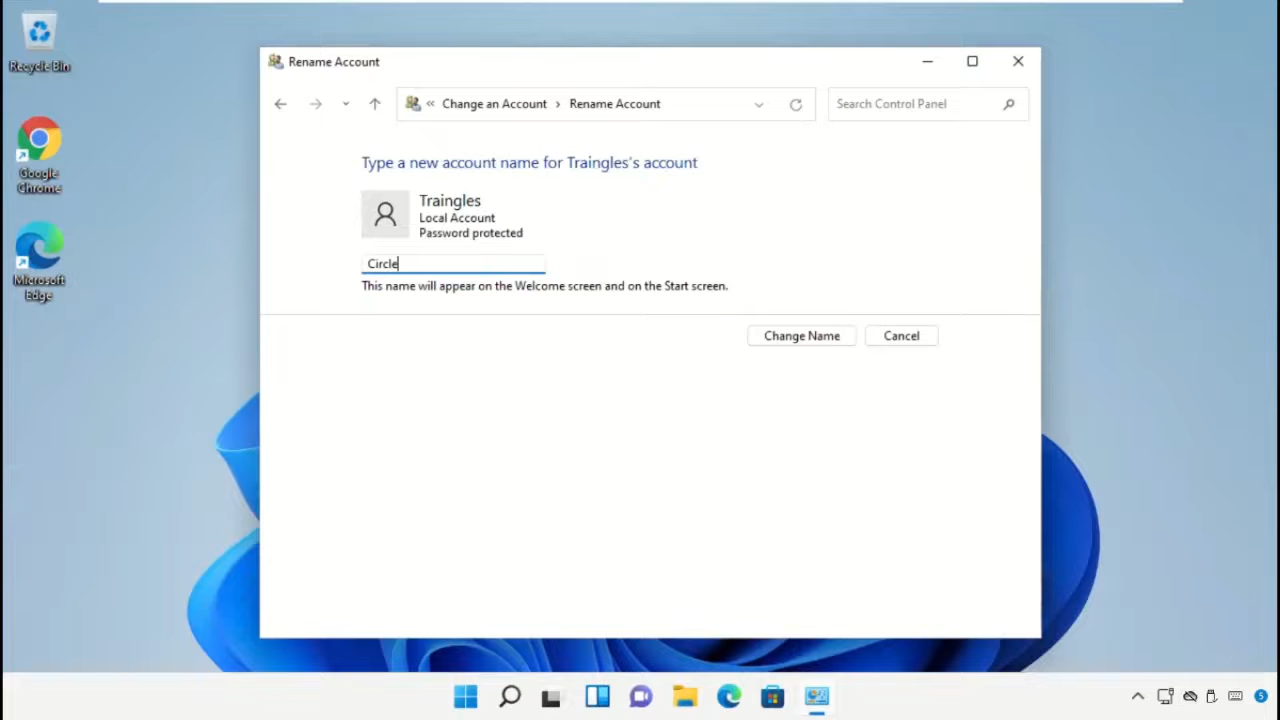 Recycle Bin
Google
Chrome
Microsoft
Edge
Rename Account
« Change an Account › Rename Account
Search Control Panel
Type a new account name for Traingles's account
Traingles
Local Account
Password protected
Circle
This name will appear on the Welcome screen and on the Start screen.
Change Name
Cancel
5